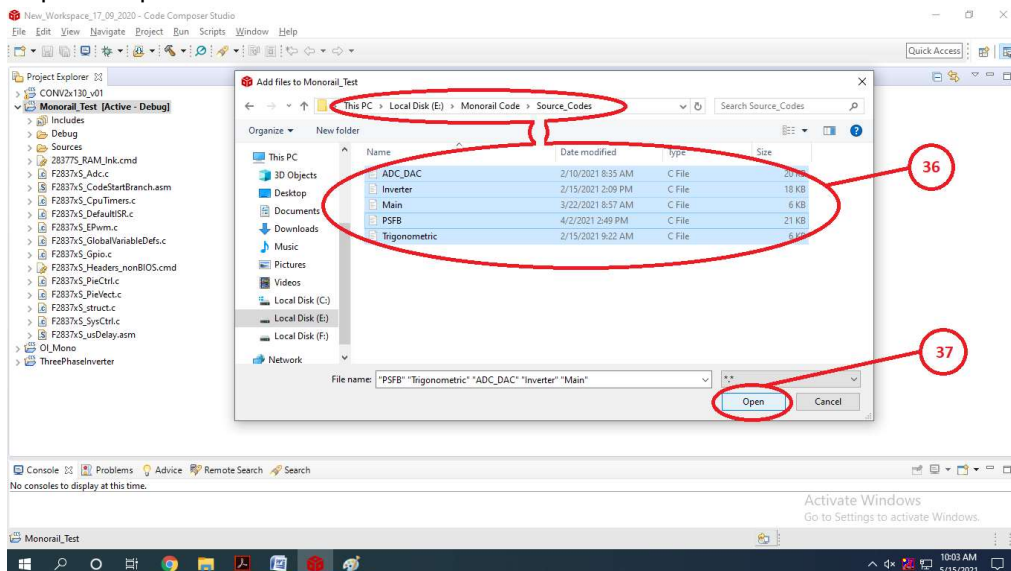 New_Workspace_17_09_2020 - Code Composer Studio
File Edit View Navigate Project Run Scripts Window Help
Quick Access
Project Explorer
CONV2x130_v01
Monorail_Test [Active - Debug]
Includes
Debug
Sources
28377S_RAM_lnk.cmd
F2837xS_Adc.c
F2837xS_CodeStartBranch.asm
F2837xS_CpuTimers.c
F2837xS_DefaultISR.c
F2837xS_EPwm.c
F2837xS_GlobalVariableDefs.c
F2837xS_Gpio.c
F2837xS_Headers_nonBIOS.cmd
F2837xS_PieCtrl.c
F2837xS_PieVect.c
F2837xS_struct.c
F2837xS_SysCtrl.c
F2837xS_usDelay.asm
OI_Mono
ThreePhaseInverter
Add files to Monorail_Test
This PC > Local Disk (E:) > Monorail Code > Source_Codes
Search Source_Codes
Organize New folder
This PC
3D Objects
Desktop
Documents
Downloads
Music
Pictures
Videos
Local Disk (C:)
Local Disk (E:)
Local Disk (F:)
Network
Name Date modified Type Size
ADC_DAC 2/10/2021 8:35 AM C File 20 KB
Inverter 2/15/2021 2:09 PM C File 18 KB
Main 3/22/2021 8:57 AM C File 6 KB
PSFB 4/2/2021 2:49 PM C File 21 KB
Trigonometric 2/15/2021 9:22 AM C File 6 KB
36
37
File name: "PSFB" "Trigonometric" "ADC_DAC" "Inverter" "Main" *.*
Open Cancel
Console Problems Advice Remote Search Search
No consoles to display at this time.
Activate Windows
Go to Settings to activate Windows.
Monorail_Test
10:03 AM
5/15/2021